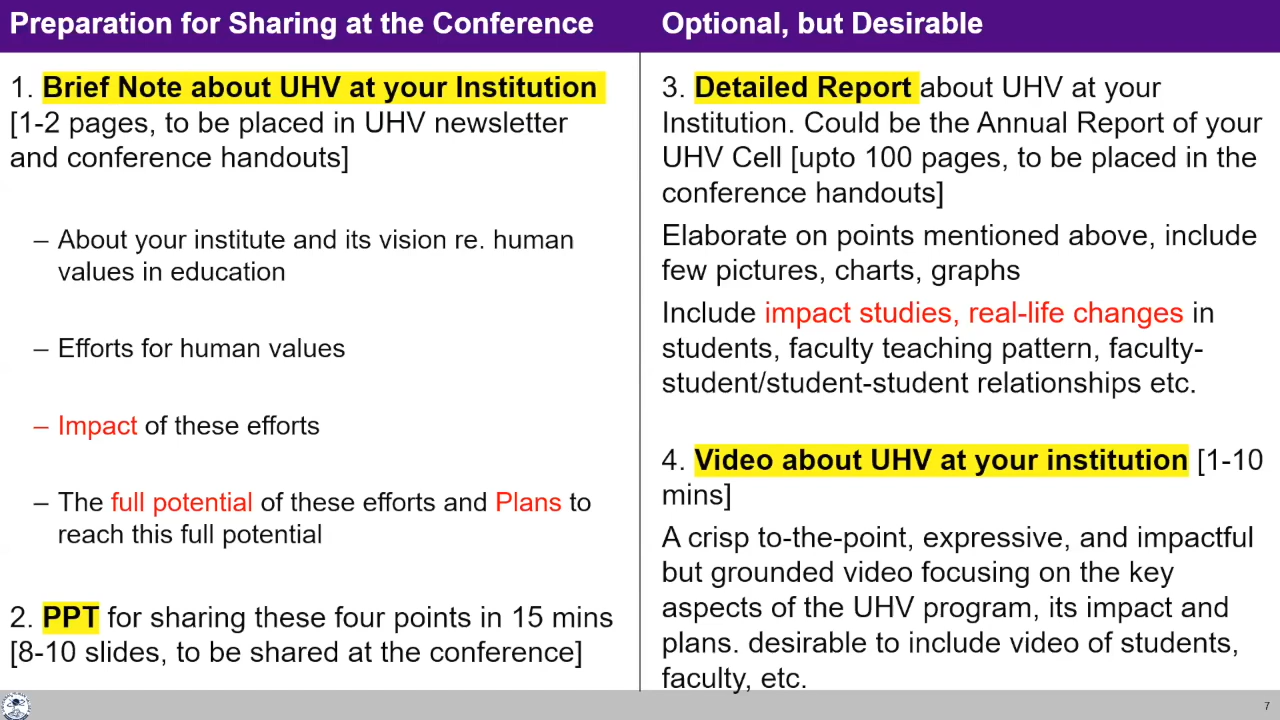 Preparation for Sharing at the Conference
1. Brief Note about UHV at your Institution
[1-2 pages, to be placed in UHV newsletter
and conference handouts]
– About your institute and its vision re. human
values in education
– Efforts for human values
– Impact of these efforts
– The full potential of these efforts and Plans to
reach this full potential
2. PPT for sharing these four points in 15 mins
[8-10 slides, to be shared at the conference]
Optional, but Desirable
3. Detailed Report about UHV at your
Institution. Could be the Annual Report of your
UHV Cell [upto 100 pages, to be placed in the
conference handouts]
Elaborate on points mentioned above, include
few pictures, charts, graphs
Include impact studies, real-life changes in
students, faculty teaching pattern, faculty-
student/student-student relationships etc.
4. Video about UHV at your institution [1-10
mins]
A crisp to-the-point, expressive, and impactful
but grounded video focusing on the key
aspects of the UHV program, its impact and
plans. desirable to include video of students,
faculty, etc.
7